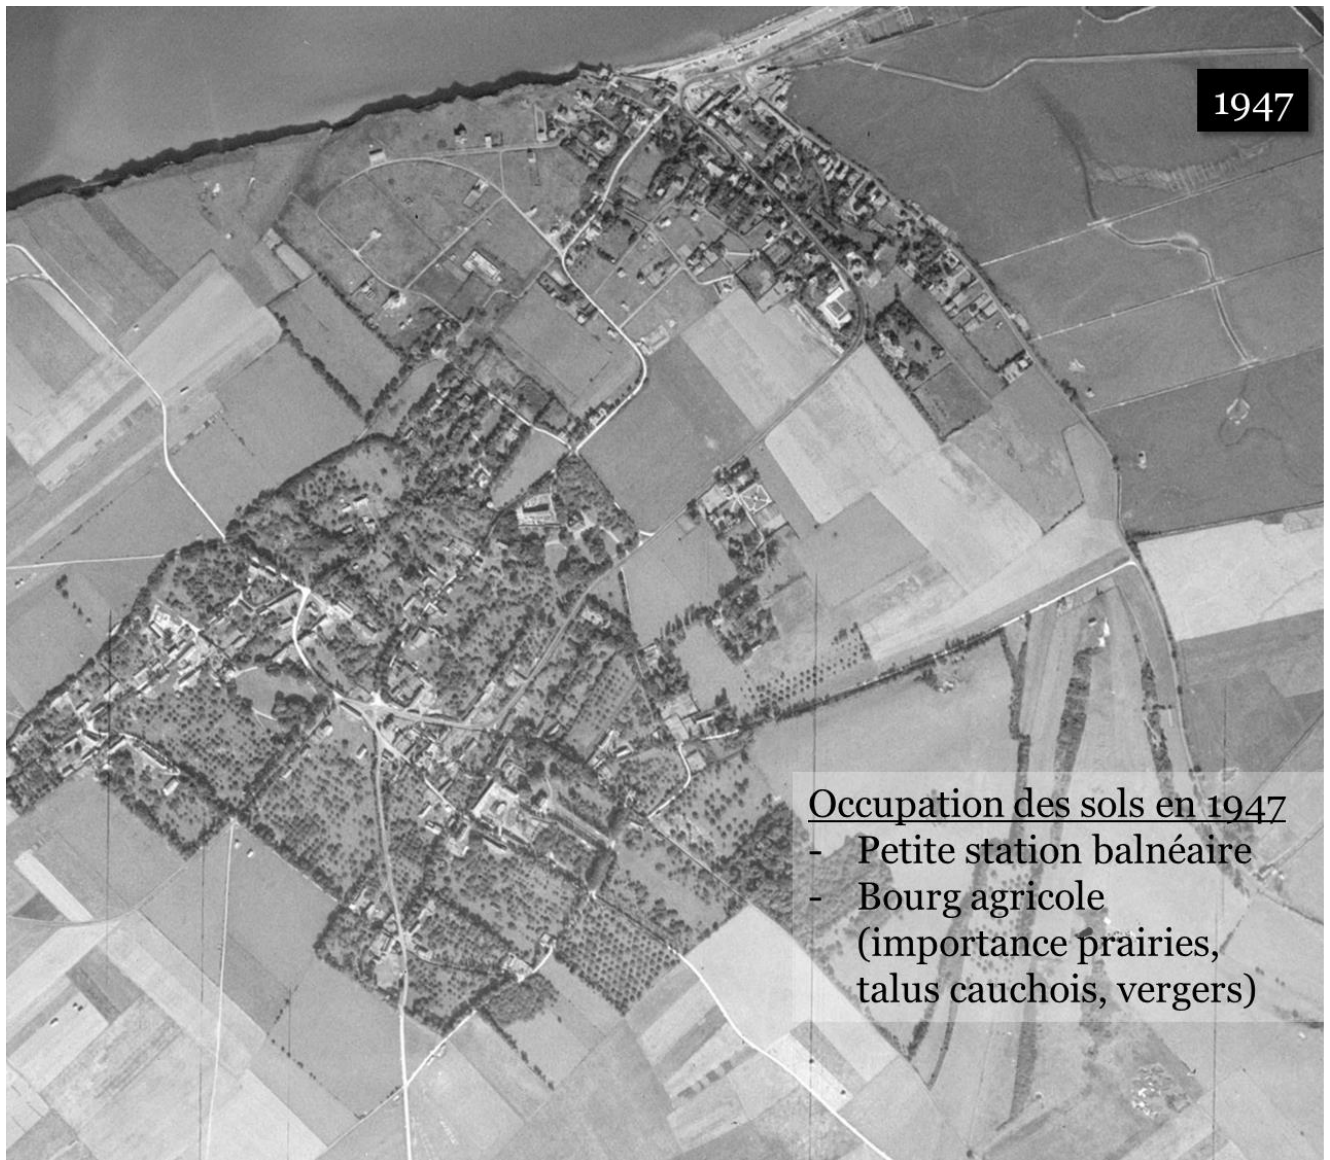 1947
Occupation des sols en 1947
- Petite station balnéaire
- Bourg agricole
(importance prairies,
talus cauchois, vergers)